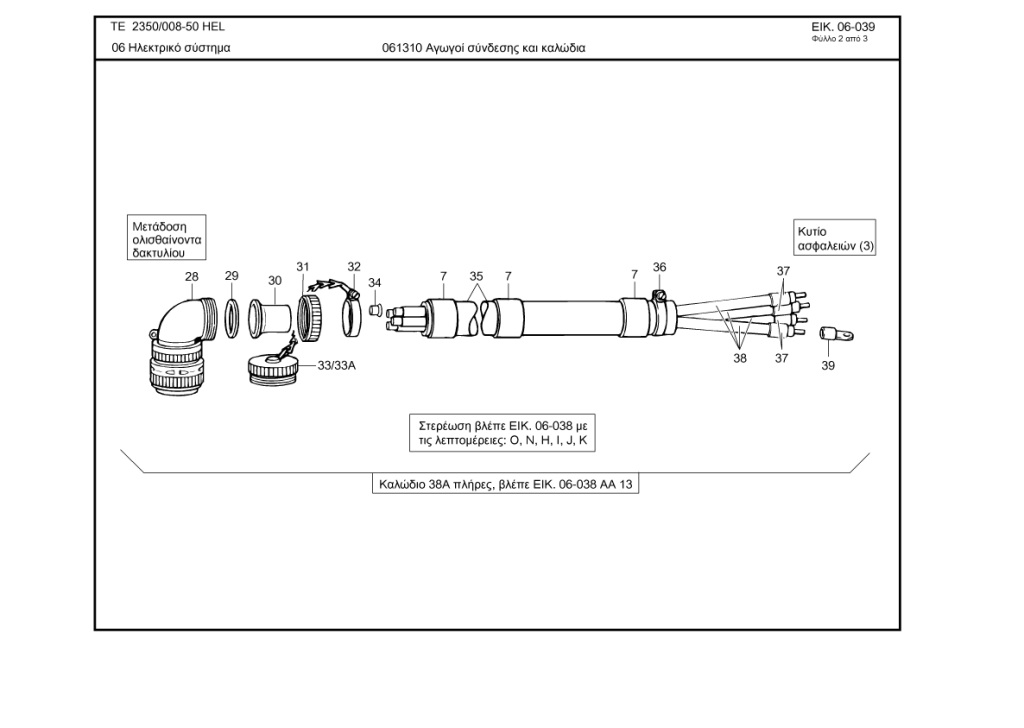 ΤΕ 2350/008-50 HEL
ΕΙΚ. 06-039
Φύλλο 2 από 3
06 Ηλεκτρικό σύστημα
061310 Αγωγοί σύνδεσης και καλώδια
Μετάδοση
ολισθαίνοντα
δακτυλίου
Κυτίο
ασφαλειών (3)
28
29
30
31
32
34
7
35
7
7
36
37
33/33A
38
37
39
Στερέωση βλέπε ΕΙΚ. 06-038 με
τις λεπτομέρειες: O, N, H, I, J, K
Καλώδιο 38Α πλήρες, βλέπε ΕΙΚ. 06-038 ΑΑ 13